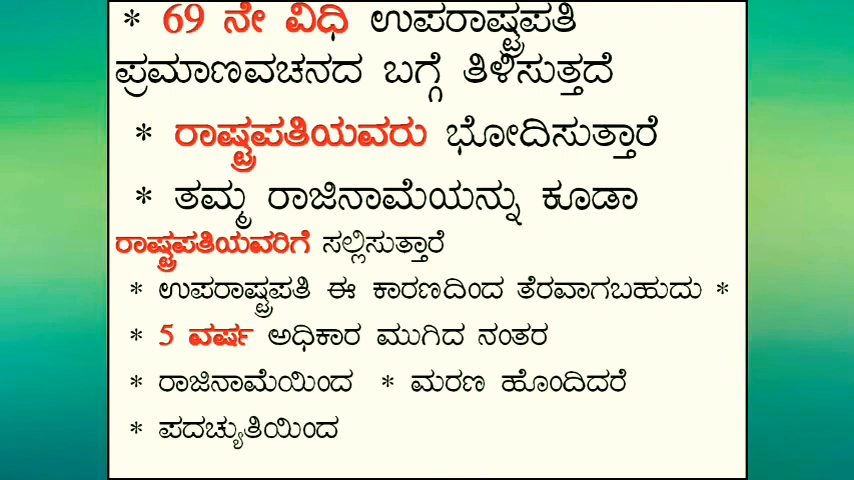 * 69 ನೇ ವಿಧಿ ಉಪರಾಷ್ಟ್ರಪತಿ
ಪ್ರಮಾಣವಚನದ ಬಗ್ಗೆ ತಿಳಿಸುತ್ತದೆ
* ರಾಷ್ಟ್ರಪತಿಯವರು ಭೋದಿಸುತ್ತಾರೆ
* ತಮ್ಮ ರಾಜಿನಾಮೆಯನ್ನು ಕೂಡಾ
ರಾಷ್ಟ್ರಪತಿಯವರಿಗೆ ಸಲ್ಲಿಸುತ್ತಾರೆ
* ಉಪರಾಷ್ಟ್ರಪತಿ ಈ ಕಾರಣದಿಂದ ತೆರವಾಗಬಹುದು *
* 5 ವರ್ಷ ಅಧಿಕಾರ ಮುಗಿದ ನಂತರ
* ರಾಜಿನಾಮೆಯಿಂದ * ಮರಣ ಹೊಂದಿದರೆ
* ಪದಚ್ಯುತಿಯಿಂದ